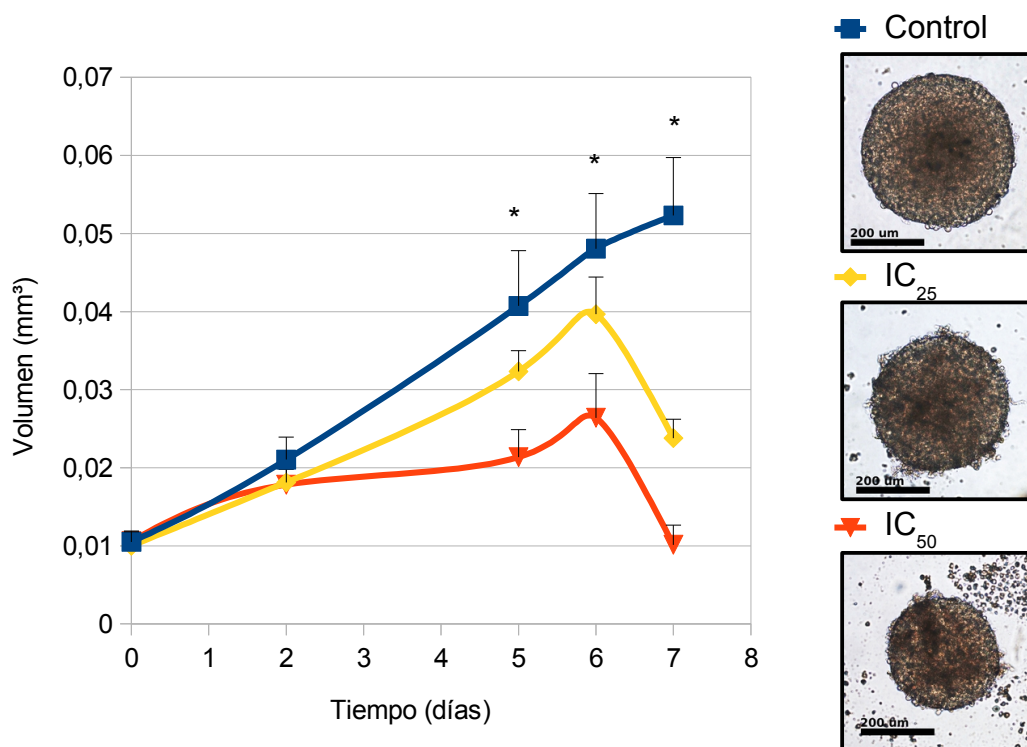 Control
200 um
IC25
200 um
IC50
200 um
0,07
0,06
0,05
0,04
0,03
0,02
0,01
0
*
*
*
Volumen (mm³)
0 1 2 3 4 5 6 7 8
Tiempo (días)